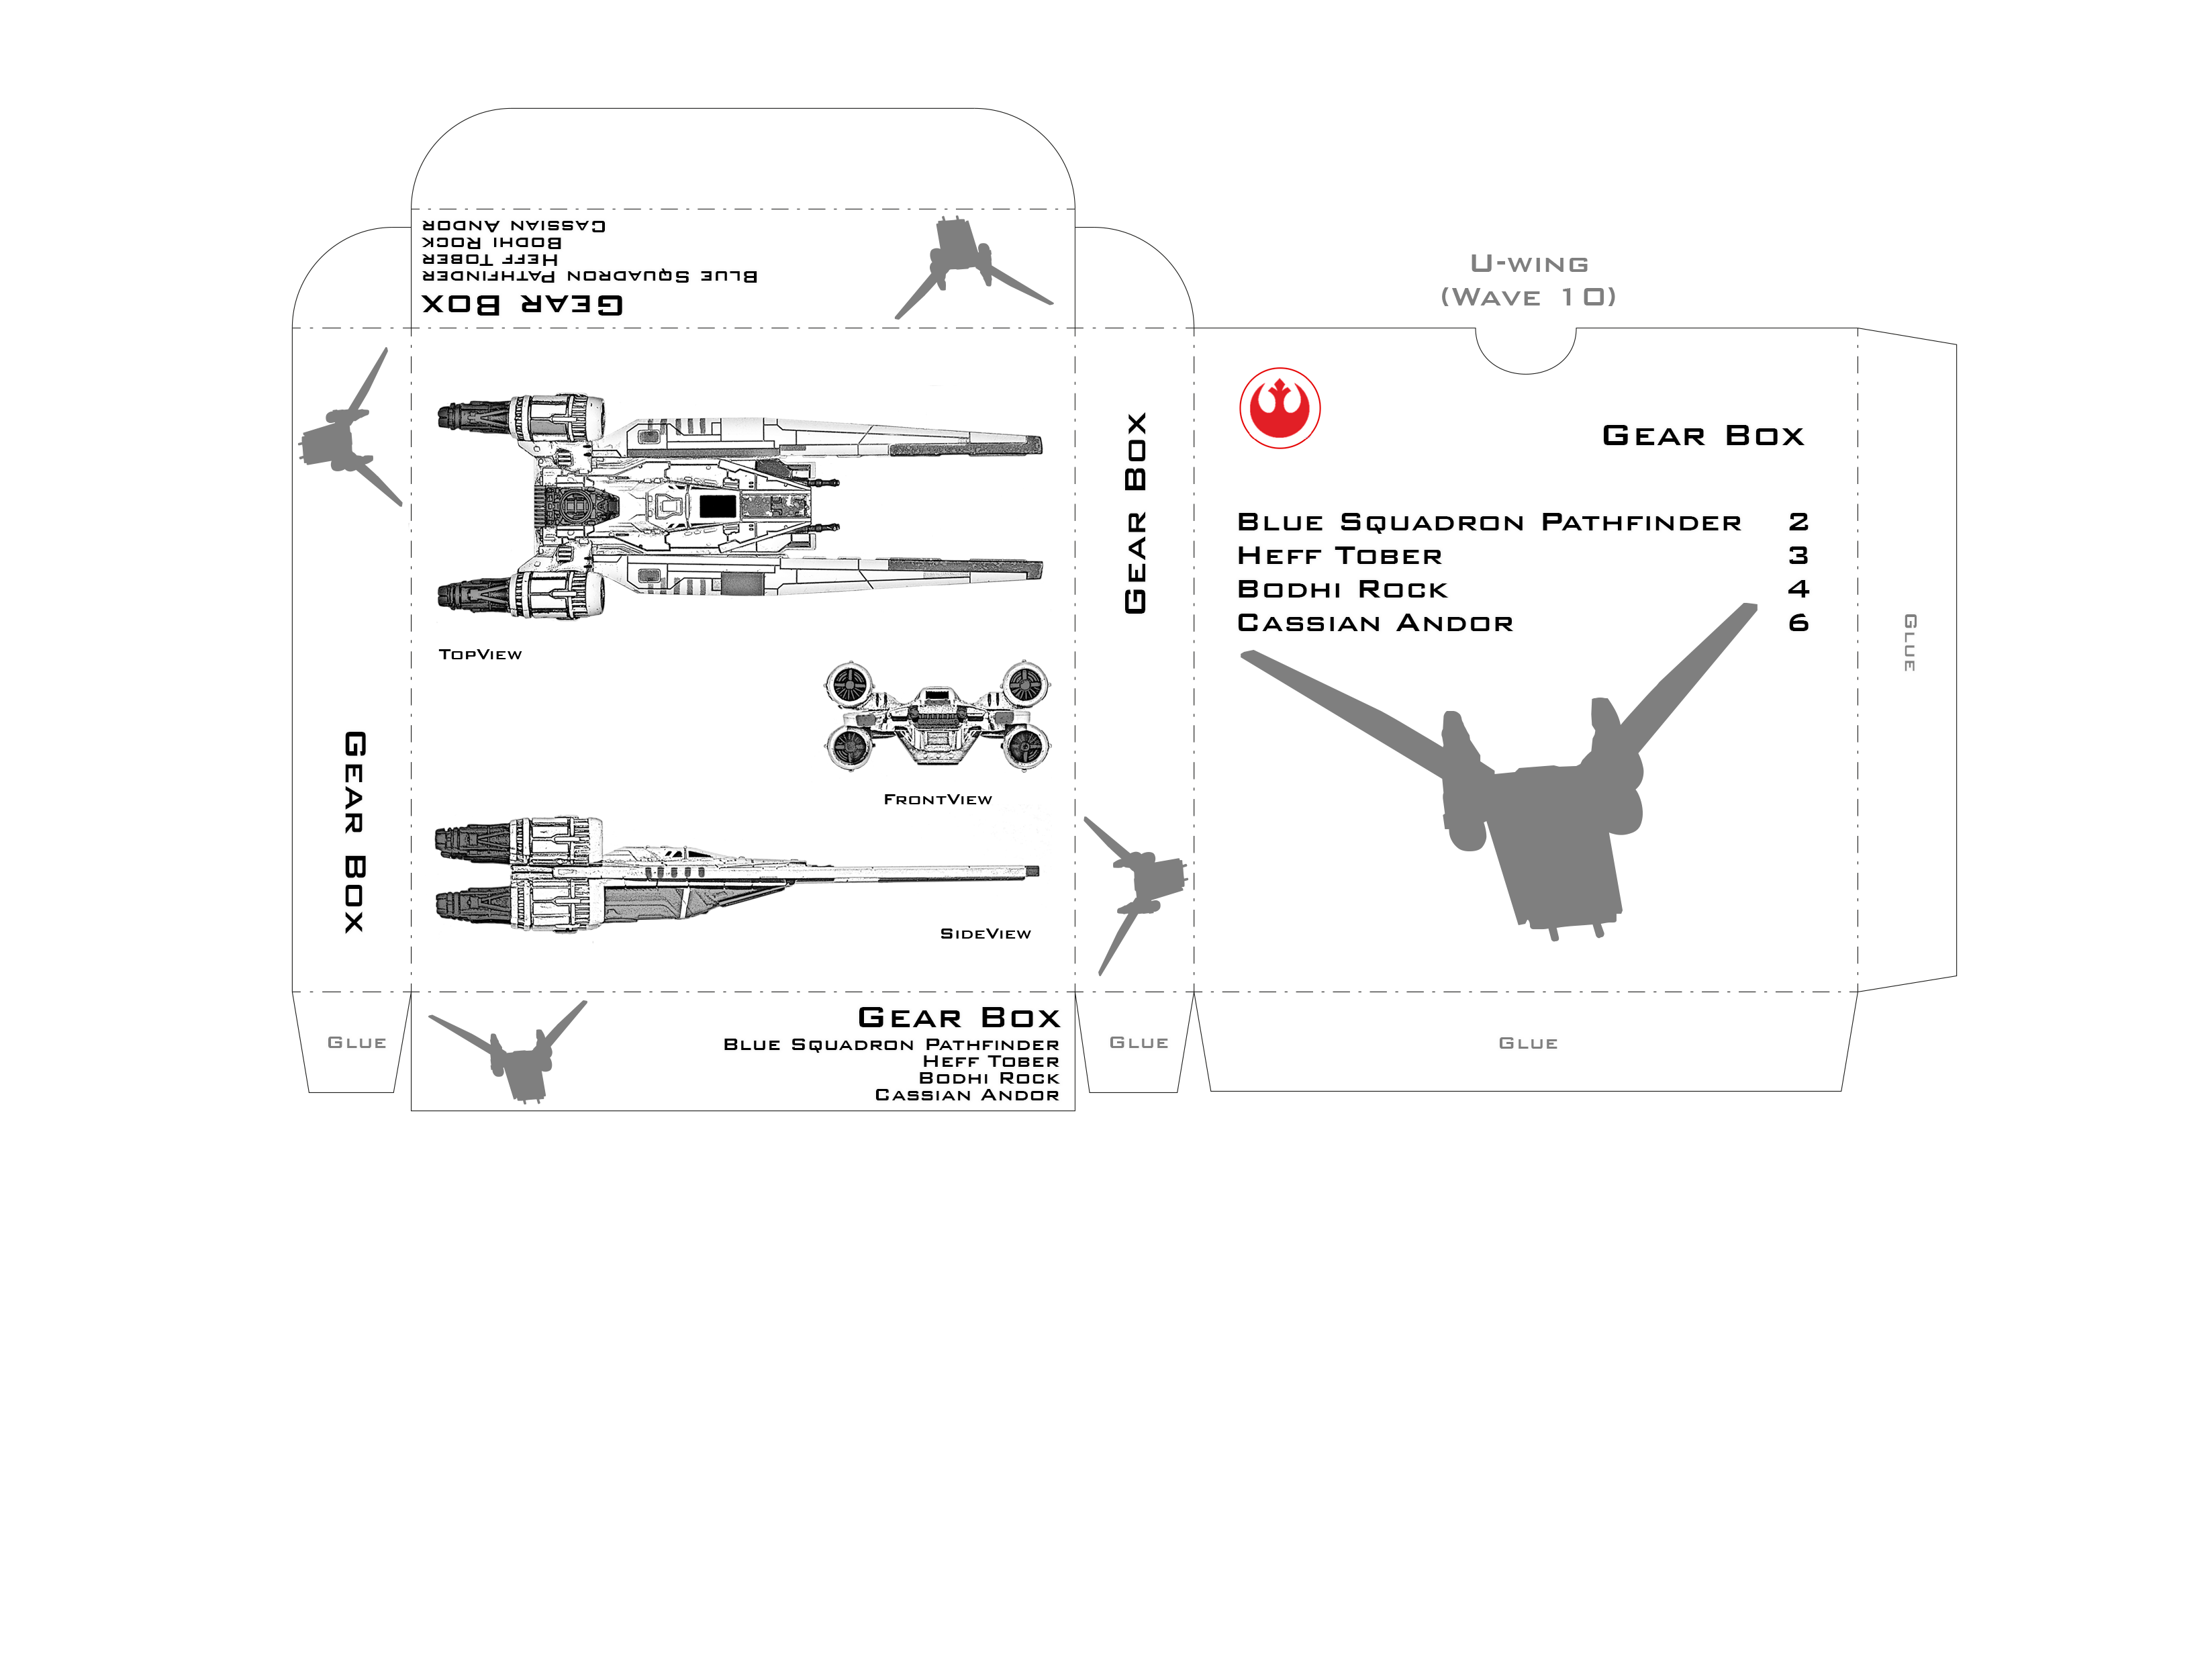 Cassian Andor
Bodhi Rock
Heff Tober
Blue Squadron Pathfinder
Gear Box
Gear Box
TopView
FrontView
SideView
Gear Box
U-wing
(Wave 10)
Gear Box
Blue Squadron Pathfinder 2
Heff Tober 3
Bodhi Rock 4
Cassian Andor 6
Glue
Glue
Gear Box
Blue Squadron Pathfinder
Heff Tober
Bodhi Rock
Cassian Andor
Glue
Glue